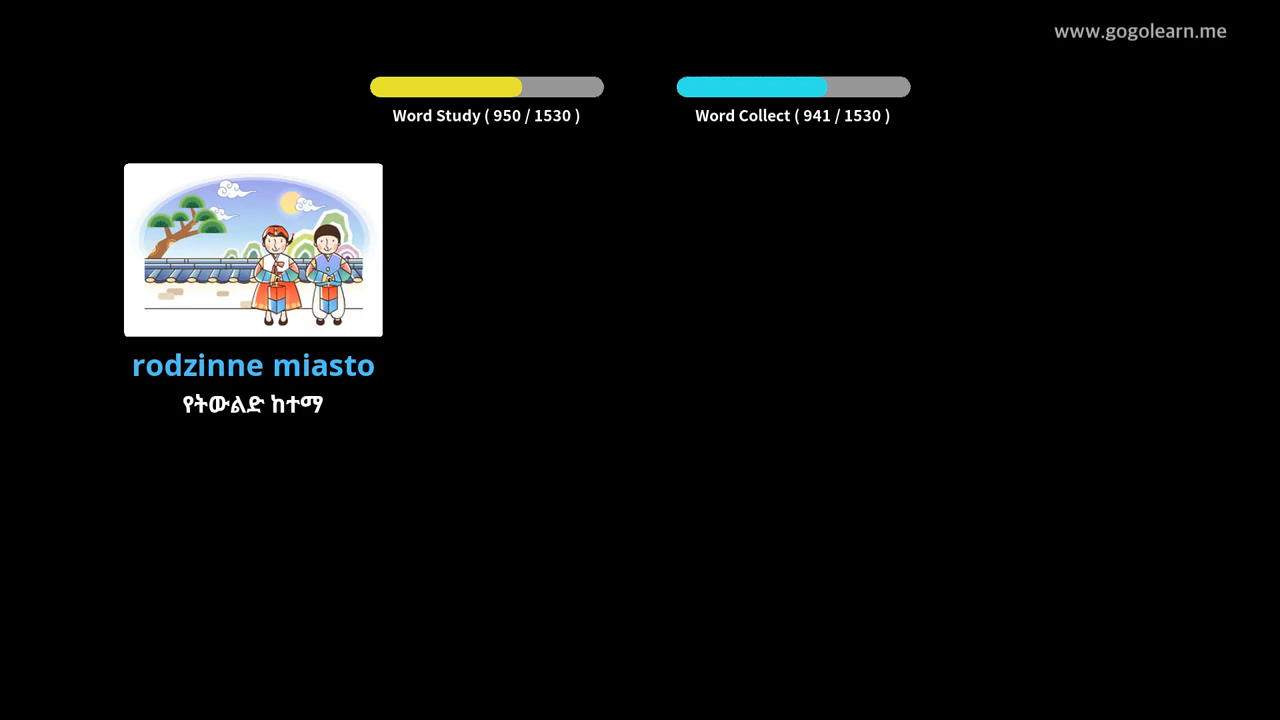 www.gogolearn.me
Word Study ( 950 / 1530 )
Word Collect ( 941 / 1530 )
rodzinne miasto
የትውልድ ከተማ